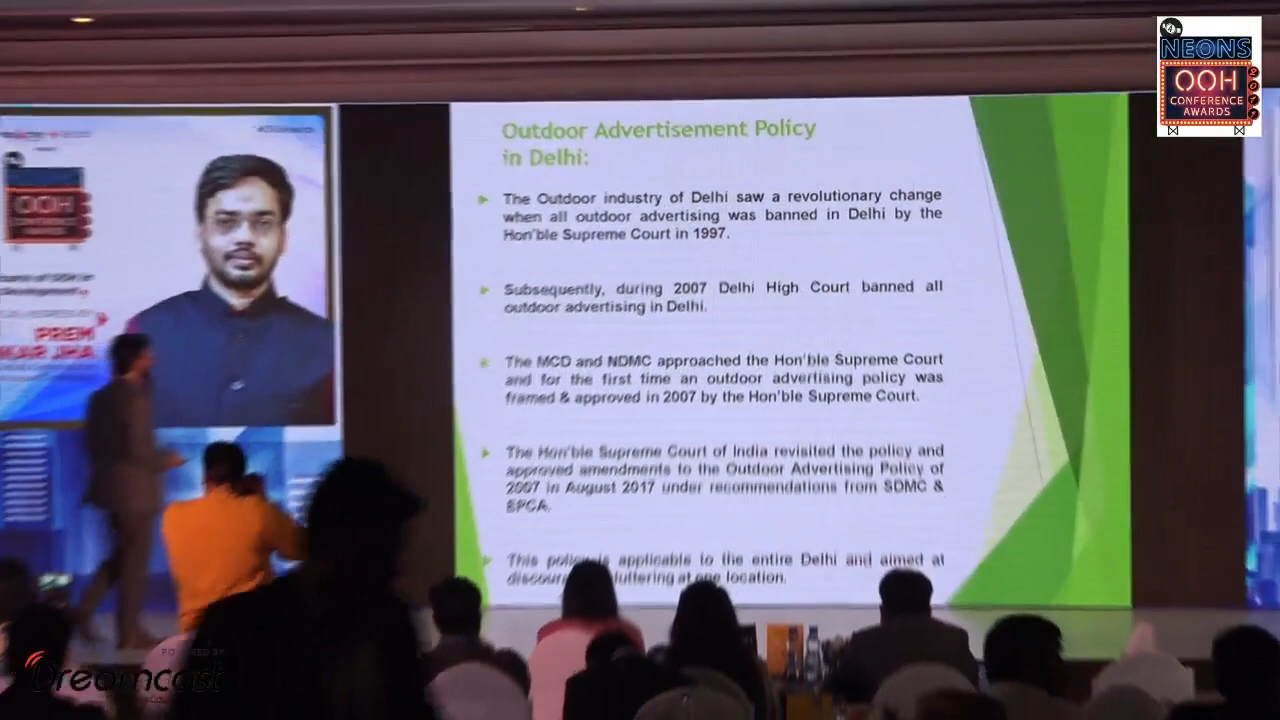 NEONS
OOH
CONFERENCE
AWARDS
OOH
CONFERENCE
AWARDS
PREM
KAR JHA
Outdoor Advertisement Policy
in Delhi:
The Outdoor industry of Delhi saw a revolutionary change
when all outdoor advertising was banned in Delhi by the
Hon'ble Supreme Court in 1997.
Subsequently, during 2007 Delhi High Court banned all
outdoor advertising in Delhi.
The MCD and NDMC approached the Hon'ble Supreme Court
and for the first time an outdoor advertising policy was
framed & approved in 2007 by the Hon'ble Supreme Court.
The Hon'ble Supreme Court of India revisited the policy and
approved amendments to the Outdoor Advertising Policy of
2007 in August 2017 under recommendations from SDMC &
EPCA.
This policy is applicable to the entire Delhi and aimed at
at one location.
POWERED BY
Dreamcast